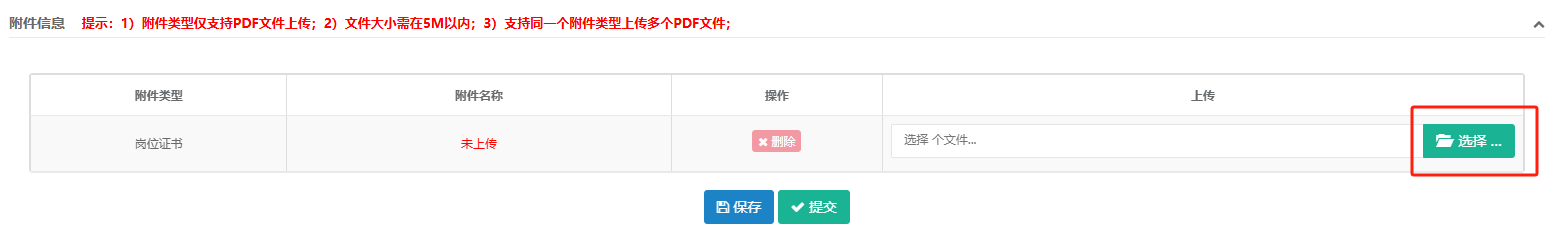 附件信息 提示：1）附件类型仅支持PDF文件上传；2）文件大小需在5M以内；3）支持同一个附件类型上传多个PDF文件；
附件类型 附件名称 操作 上传
岗位证书 未上传 删除 选择 个文件... 选择 ...
保存 提交